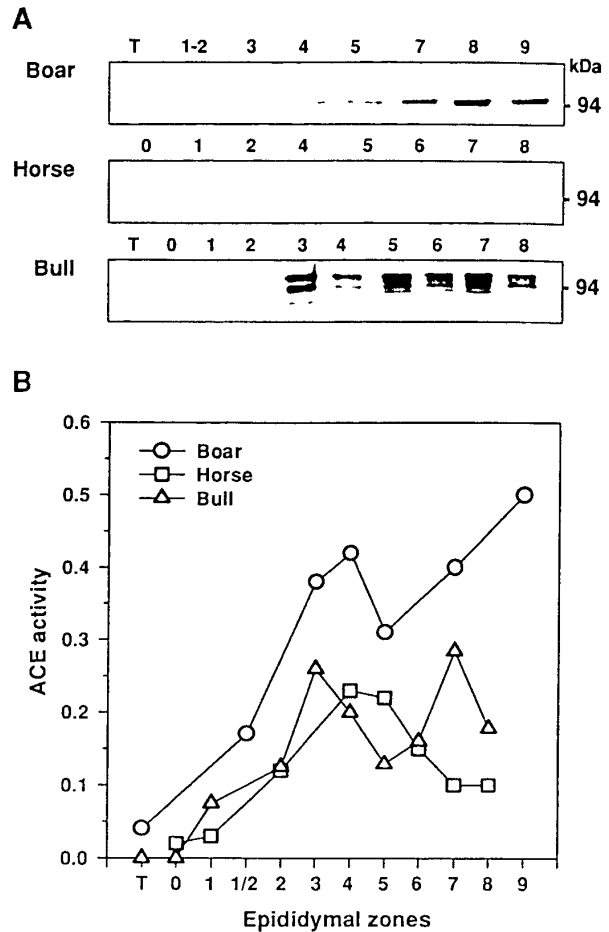 A
T 1-2 3 4 5 7 8 9
Boar
kDa
94
0 1 2 4 5 6 7 8
Horse
94
T 0 1 2 3 4 5 6 7 8
Bull
94
B
0.6
0.5
0.4
0.3
0.2
0.1
0.0
ACE activity
Boar
Horse
Bull
T 0 1 1/2 2 3 4 5 6 7 8 9
Epididymal zones